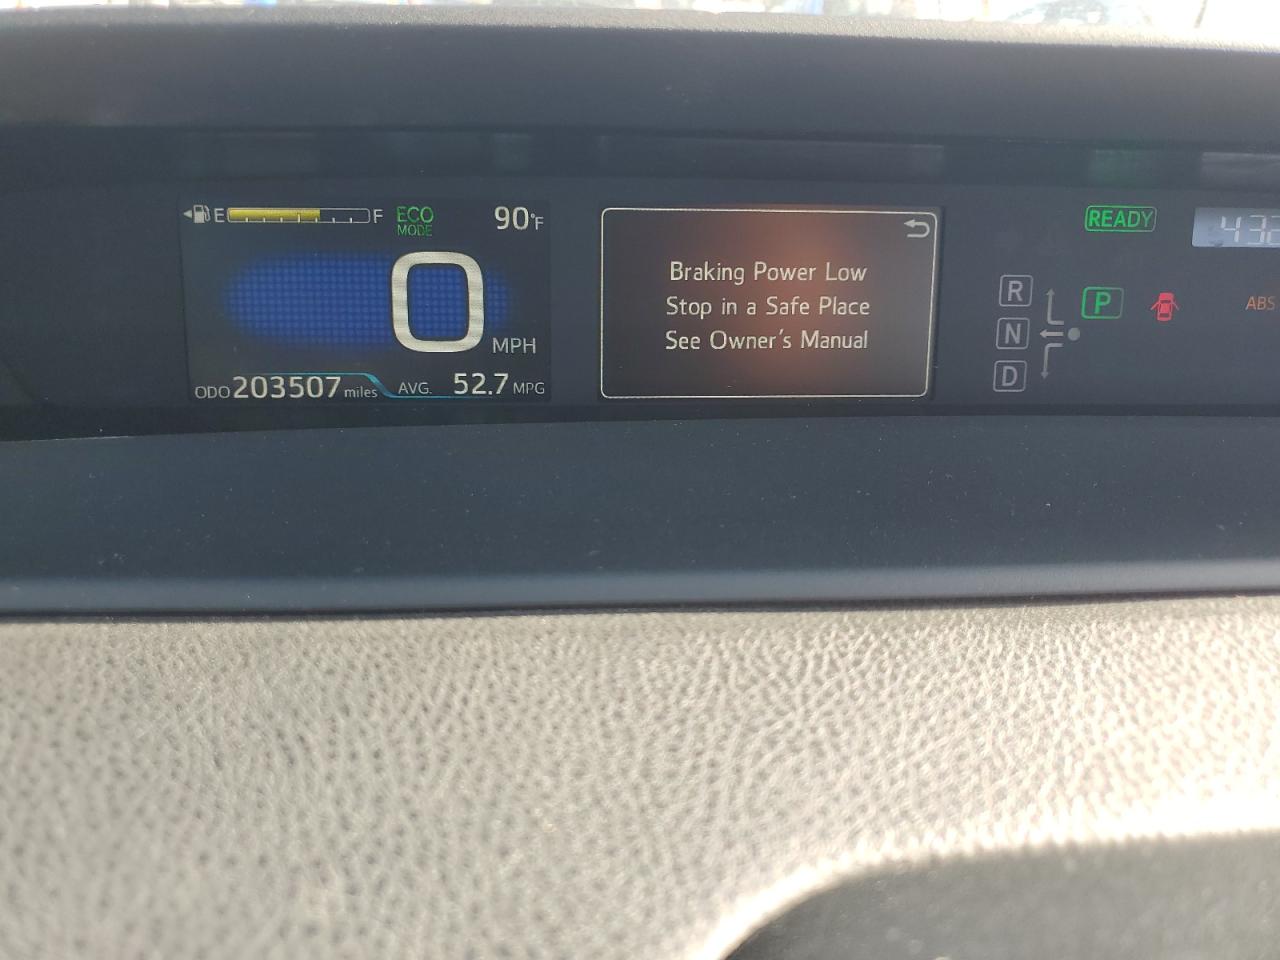 E F ECO MODE 90°F
0 MPH
ODO 203507 miles AVG. 52.7 MPG
Braking Power Low
Stop in a Safe Place
See Owner's Manual
READY
R
N
D
P
ABS